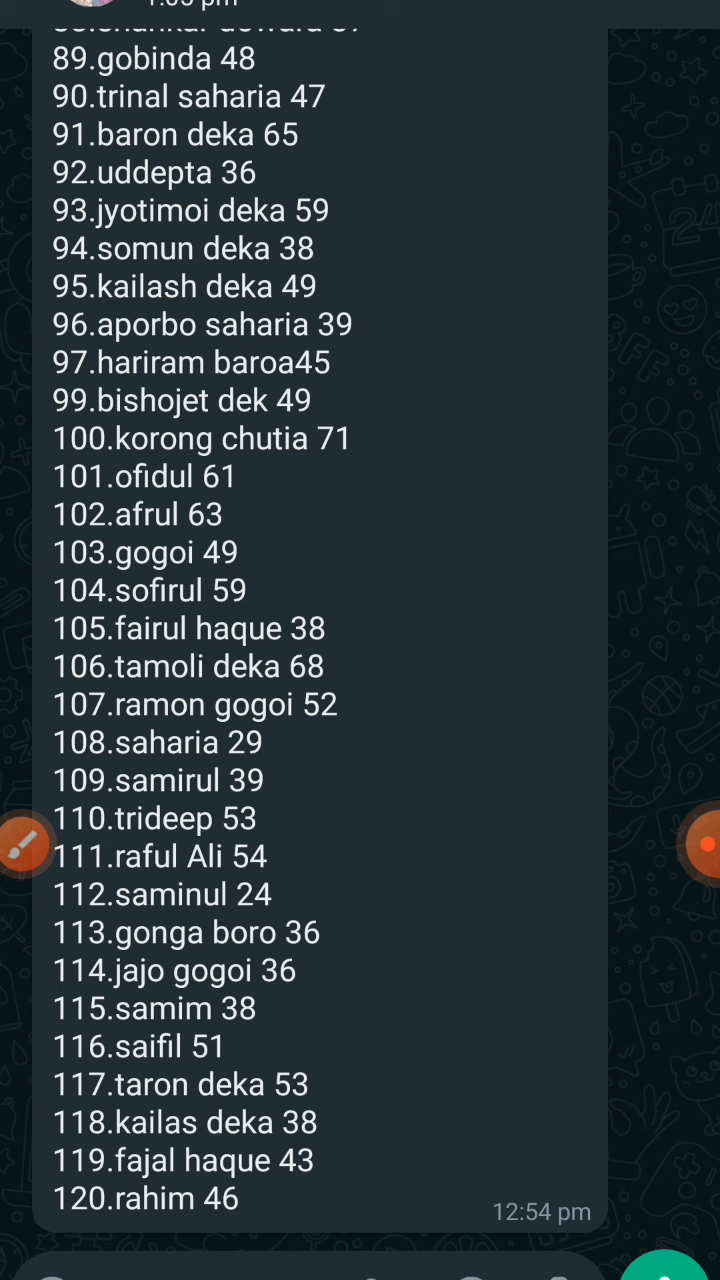 1:05 pm
89.gobinda 48
90.trinal saharia 47
91.baron deka 65
92.uddepta 36
93.jyotimoi deka 59
94.somun deka 38
95.kailash deka 49
96.aporbo saharia 39
97.hariram baroa45
99.bishojet dek 49
100.korong chutia 71
101.ofidul 61
102.afrul 63
103.gogoi 49
104.sofirul 59
105.fairul haque 38
106.tamoli deka 68
107.ramon gogoi 52
108.saharia 29
109.samirul 39
110.trideep 53
111.raful Ali 54
112.saminul 24
113.gonga boro 36
114.jajo gogoi 36
115.samim 38
116.saifil 51
117.taron deka 53
118.kailas deka 38
119.fajal haque 43
120.rahim 46
12:54 pm